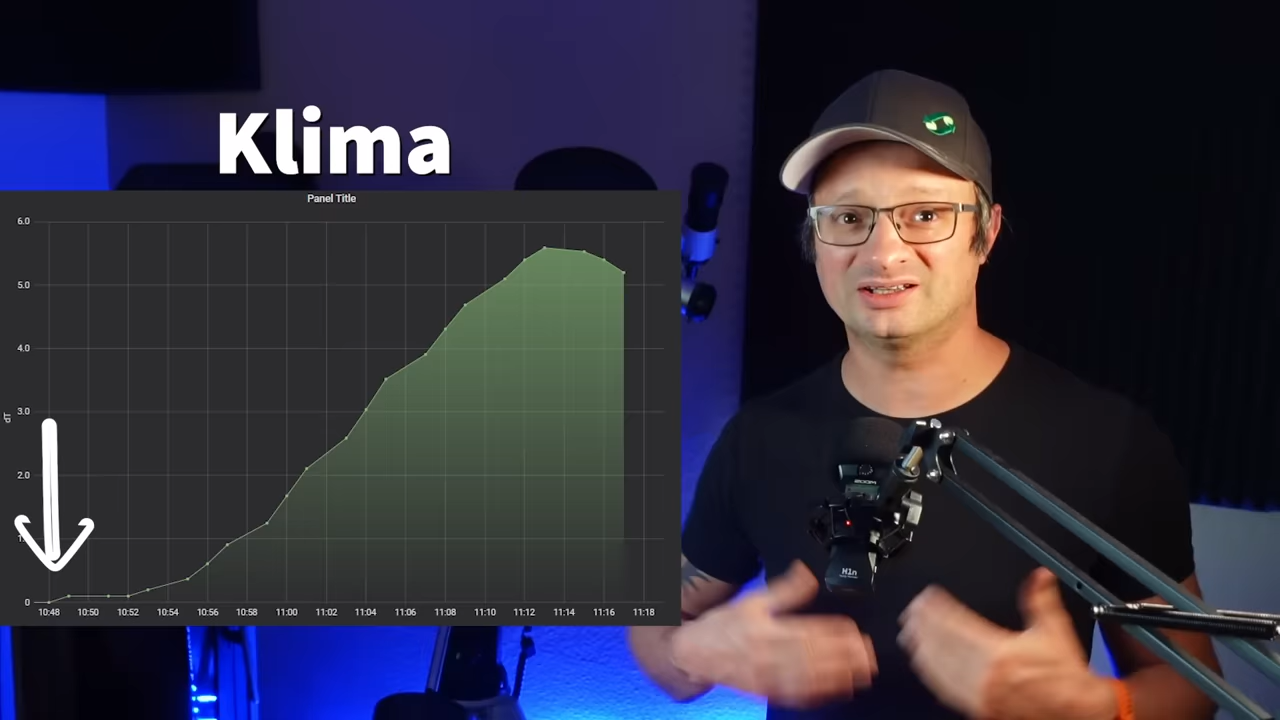 Klima
Panel Title
6.0
5.0
4.0
3.0
2.0
1.
0
dT
10:48 10:50 10:52 10:54 10:56 10:58 11:00 11:02 11:04 11:06 11:08 11:10 11:12 11:14 11:16 11:18
zoom
H1n